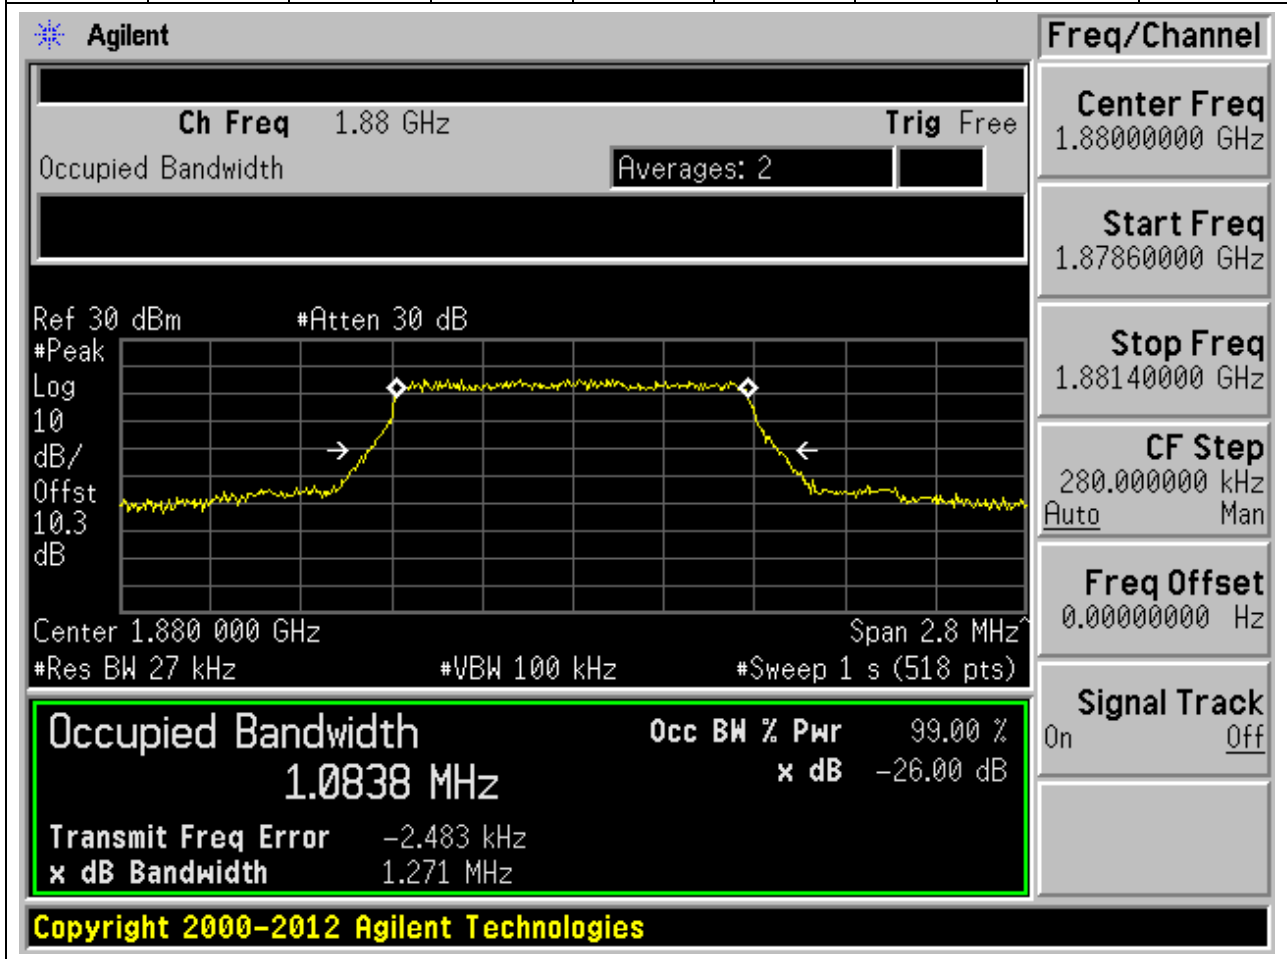 Agilent
Freq/Channel
Ch Freq 1.88 GHz Trig Free
Occupied Bandwidth Averages: 2
Center Freq
1.88000000 GHz
Start Freq
1.87860000 GHz
Stop Freq
1.88140000 GHz
CF Step
280.000000 kHz
Auto Man
Freq Offset
0.00000000 Hz
Signal Track
On Off
Ref 30 dBm #Atten 30 dB
#Peak
Log
10
dB/
Offst
10.3
dB
Center 1.880 000 GHz Span 2.8 MHz^
#Res BW 27 kHz #VBW 100 kHz #Sweep 1 s (518 pts)
Occupied Bandwidth Occ BW % Pwr 99.00 %
1.0838 MHz x dB -26.00 dB
Transmit Freq Error -2.483 kHz
x dB Bandwidth 1.271 MHz
Copyright 2000-2012 Agilent Technologies